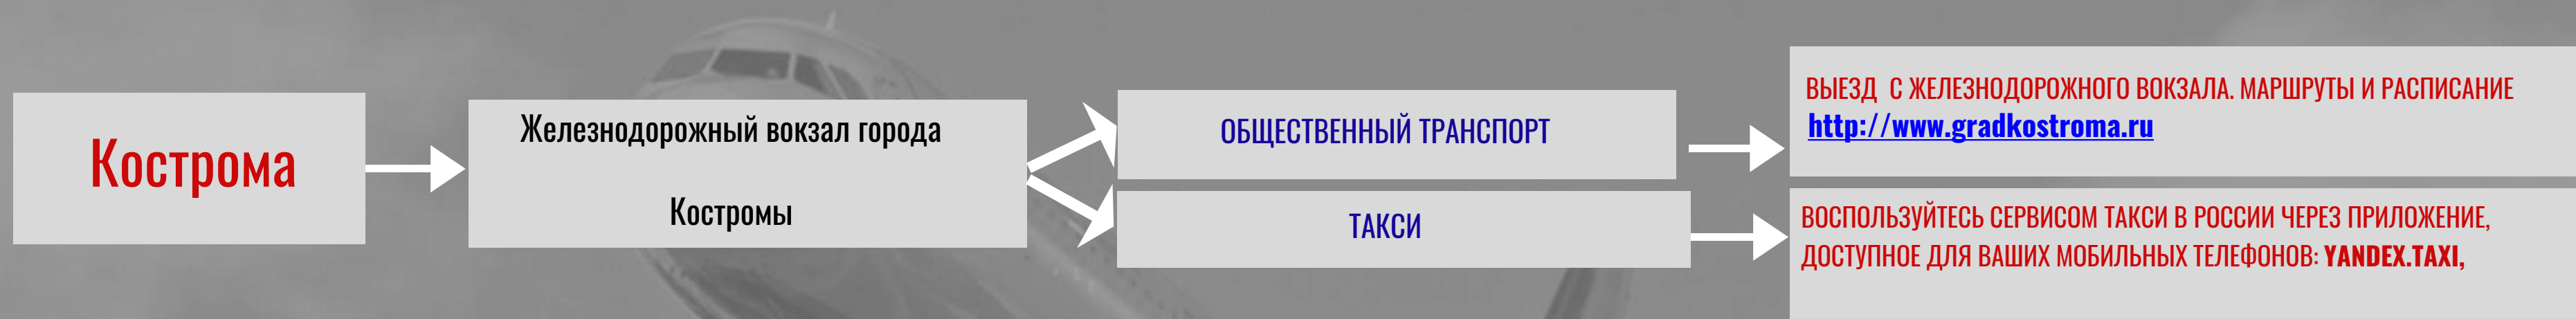 Кострома
Железнодорожный вокзал города
Костромы
ОБЩЕСТВЕННЫЙ ТРАНСПОРТ
ТАКСИ
ВЫЕЗД С ЖЕЛЕЗНОДОРОЖНОГО ВОКЗАЛА. МАРШРУТЫ И РАСПИСАНИЕ
http://www.gradkostroma.ru
ВОСПОЛЬЗУЙТЕСЬ СЕРВИСОМ ТАКСИ В РОССИИ ЧЕРЕЗ ПРИЛОЖЕНИЕ,
ДОСТУПНОЕ ДЛЯ ВАШИХ МОБИЛЬНЫХ ТЕЛЕФОНОВ: YANDEX.TAXI,